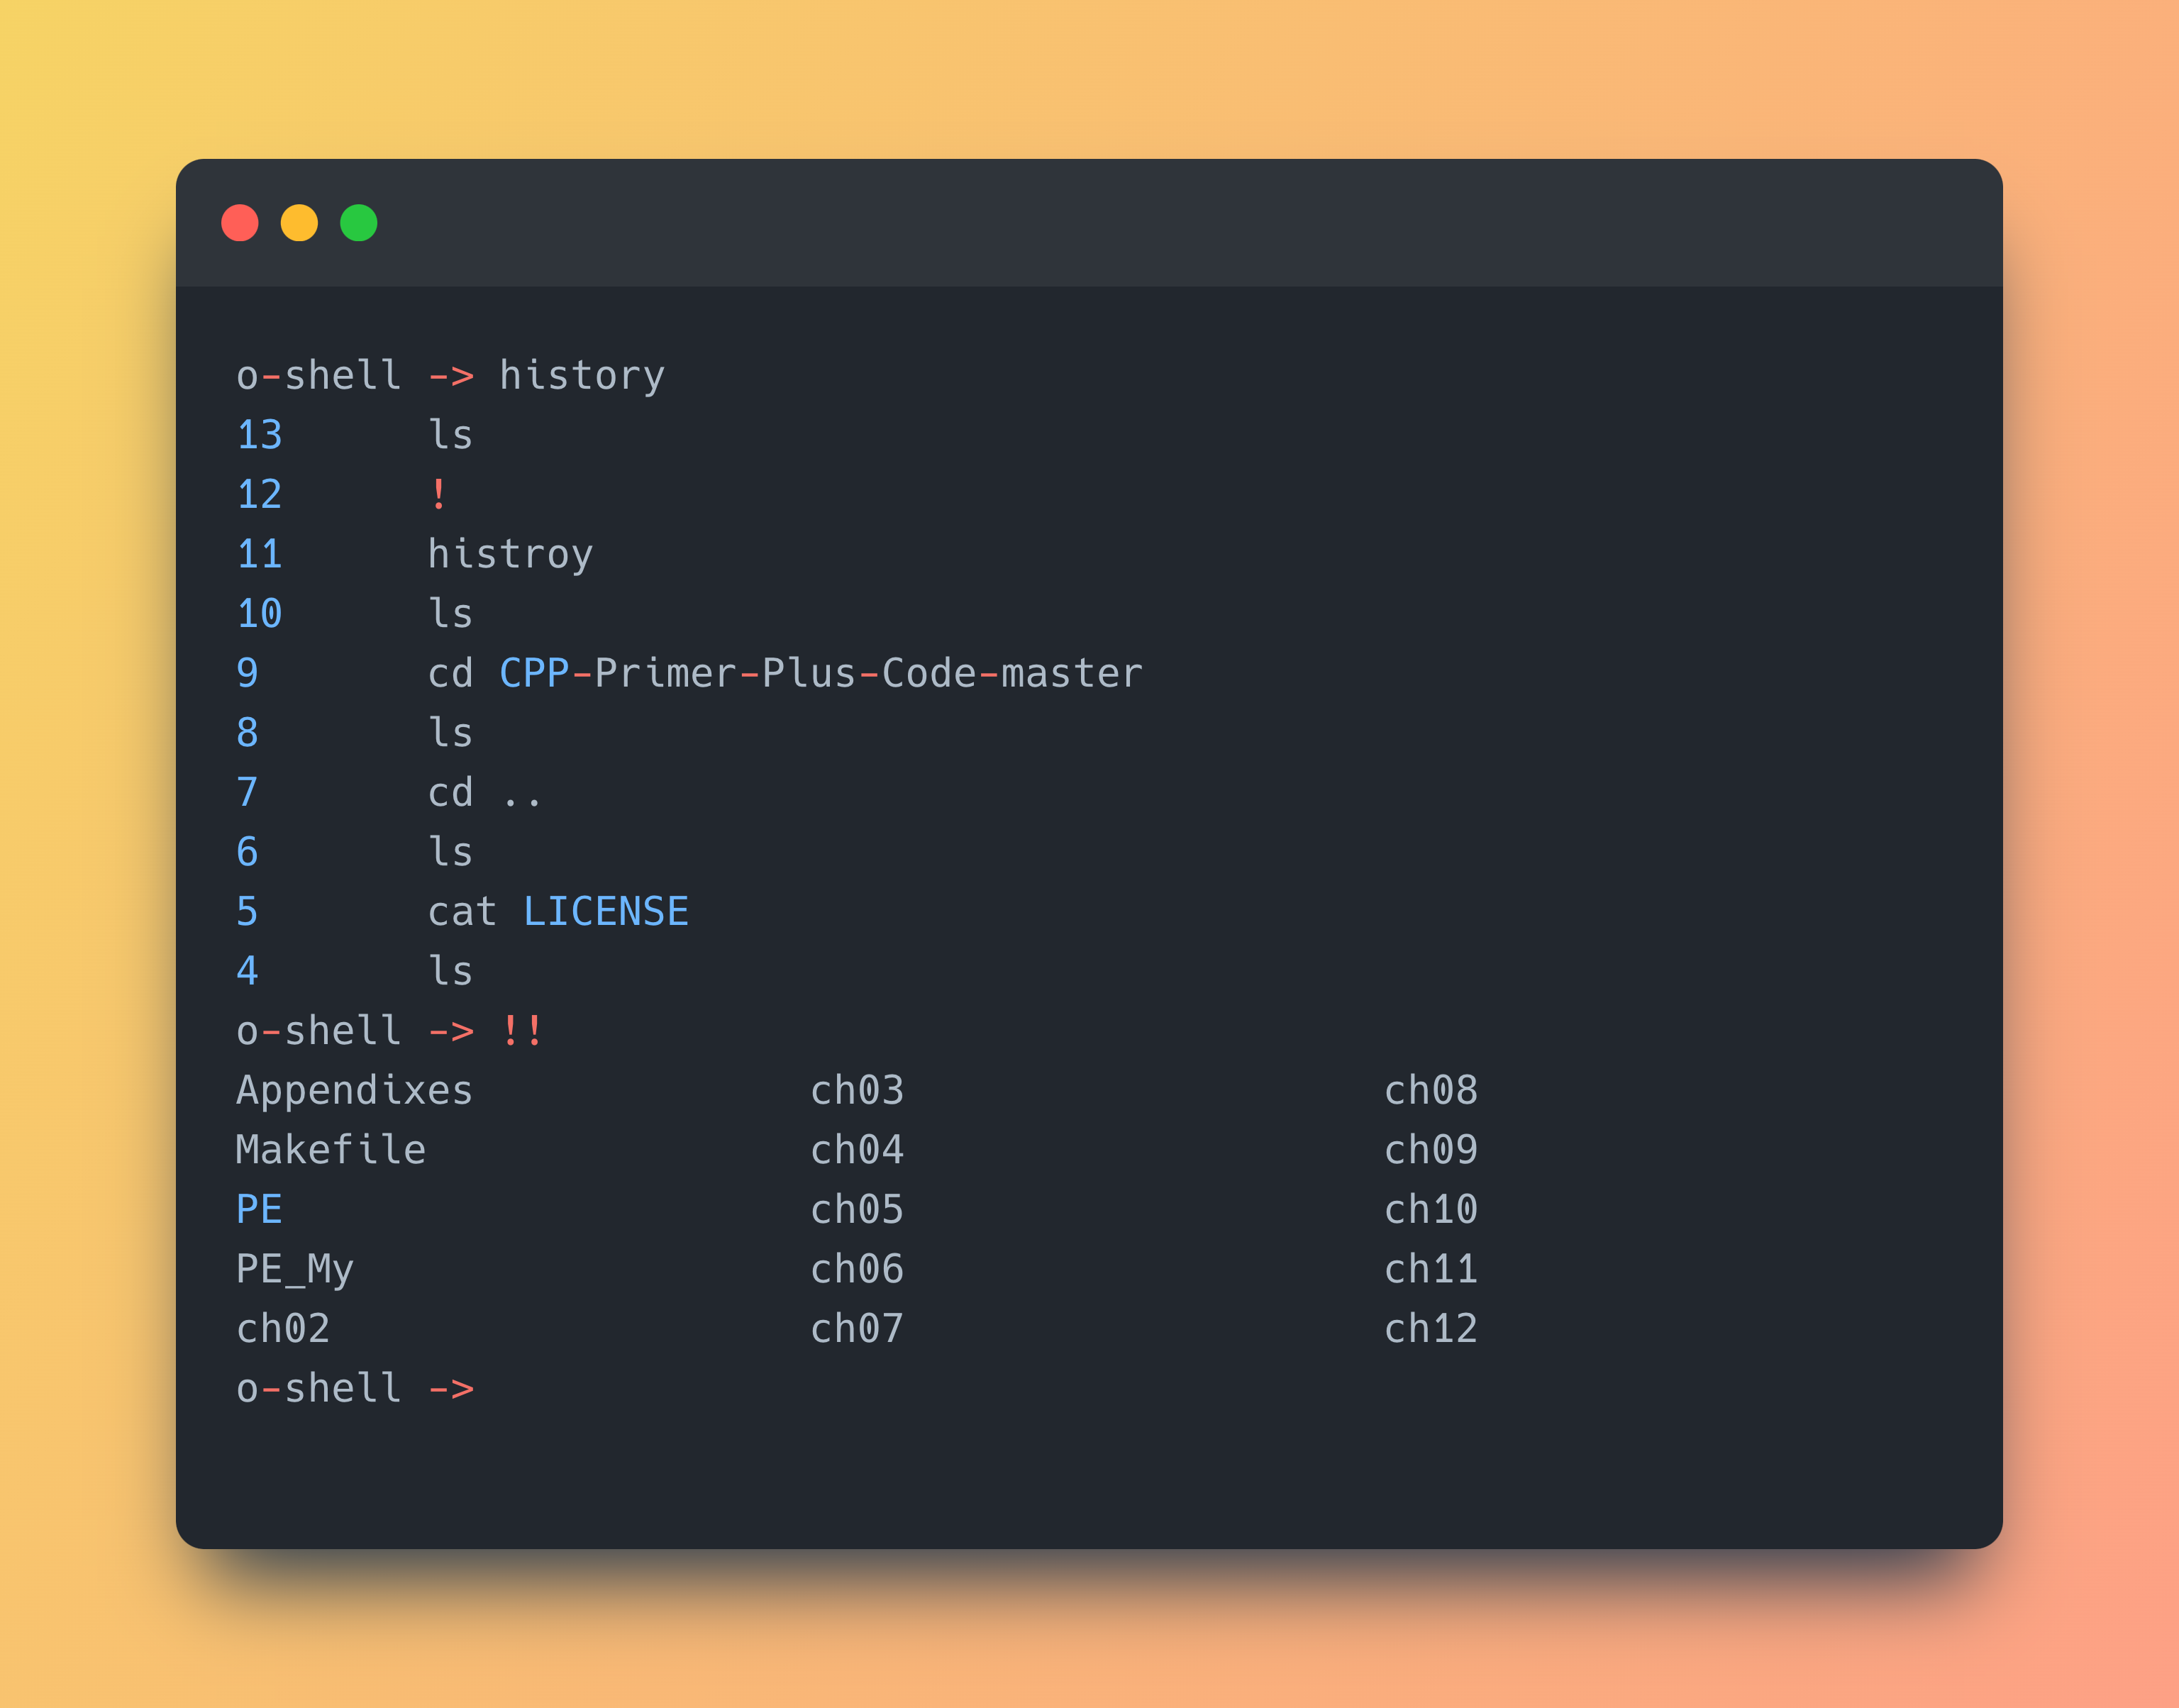 o-shell -> history
13      ls
12      !
11      histroy
10      ls
9       cd CPP-Primer-Plus-Code-master
8       ls
7       cd ..
6       ls
5       cat LICENSE
4       ls
o-shell -> !!
Appendixes              ch03                    ch08
Makefile                ch04                    ch09
PE                      ch05                    ch10
PE_My                   ch06                    ch11
ch02                    ch07                    ch12
o-shell ->